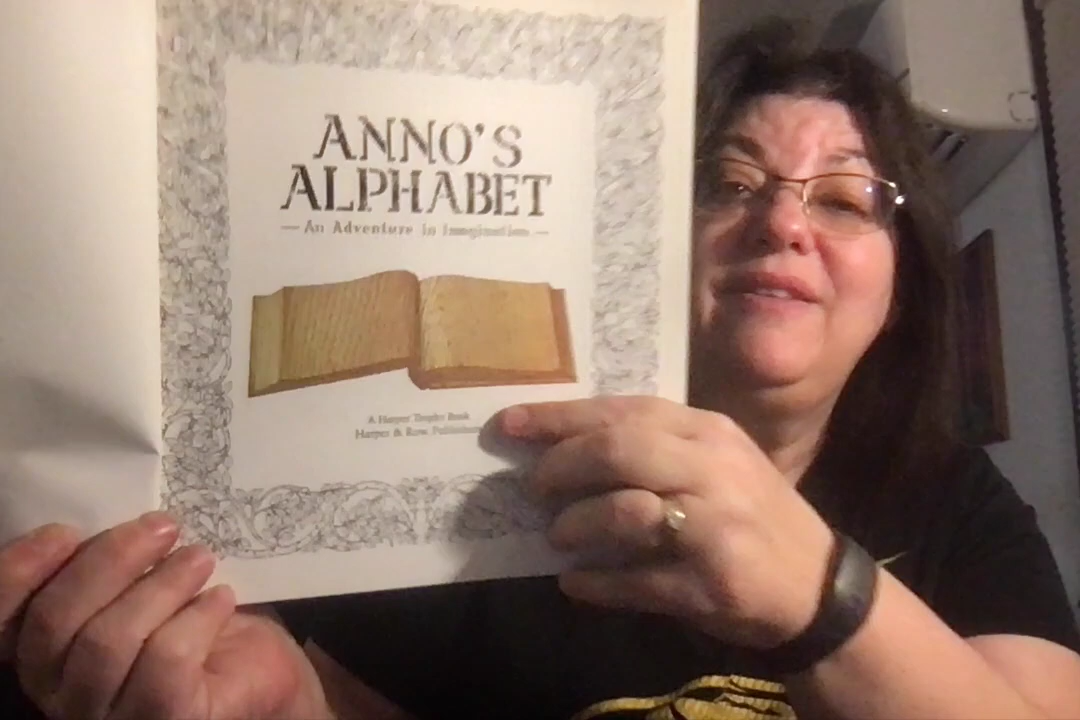 ANNO'S
ALPHABET
— An Adventure in Imagination —
A Harper Trophy Book
Harper & Row, Publishers